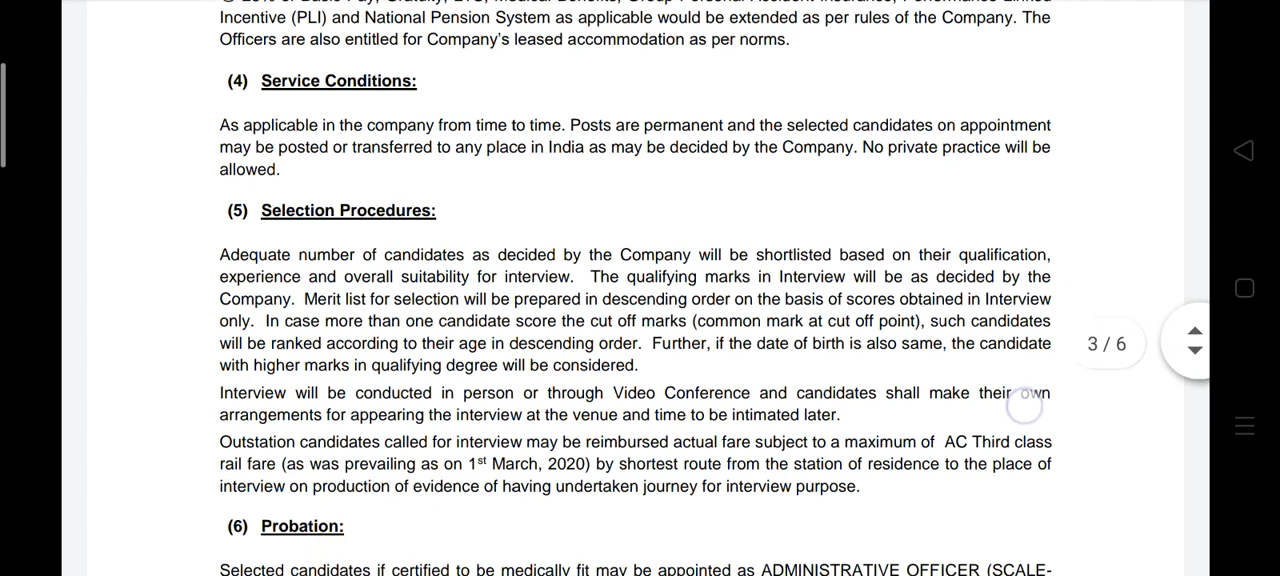 Incentive (PLI) and National Pension System as applicable would be extended as per rules of the Company. The
Officers are also entitled for Company's leased accommodation as per norms.
(4) Service Conditions:
As applicable in the company from time to time. Posts are permanent and the selected candidates on appointment
may be posted or transferred to any place in India as may be decided by the Company. No private practice will be
allowed.
(5) Selection Procedures:
Adequate number of candidates as decided by the Company will be shortlisted based on their qualification,
experience and overall suitability for interview. The qualifying marks in Interview will be as decided by the
Company. Merit list for selection will be prepared in descending order on the basis of scores obtained in Interview
only. In case more than one candidate score the cut off marks (common mark at cut off point), such candidates
will be ranked according to their age in descending order. Further, if the date of birth is also same, the candidate
with higher marks in qualifying degree will be considered.
Interview will be conducted in person or through Video Conference and candidates shall make their own
arrangements for appearing the interview at the venue and time to be intimated later.
Outstation candidates called for interview may be reimbursed actual fare subject to a maximum of AC Third class
rail fare (as was prevailing as on 1st March, 2020) by shortest route from the station of residence to the place of
interview on production of evidence of having undertaken journey for interview purpose.
(6) Probation:
Selected candidates if certified to be medically fit may be appointed as ADMINISTRATIVE OFFICER (SCALE-
3 / 6